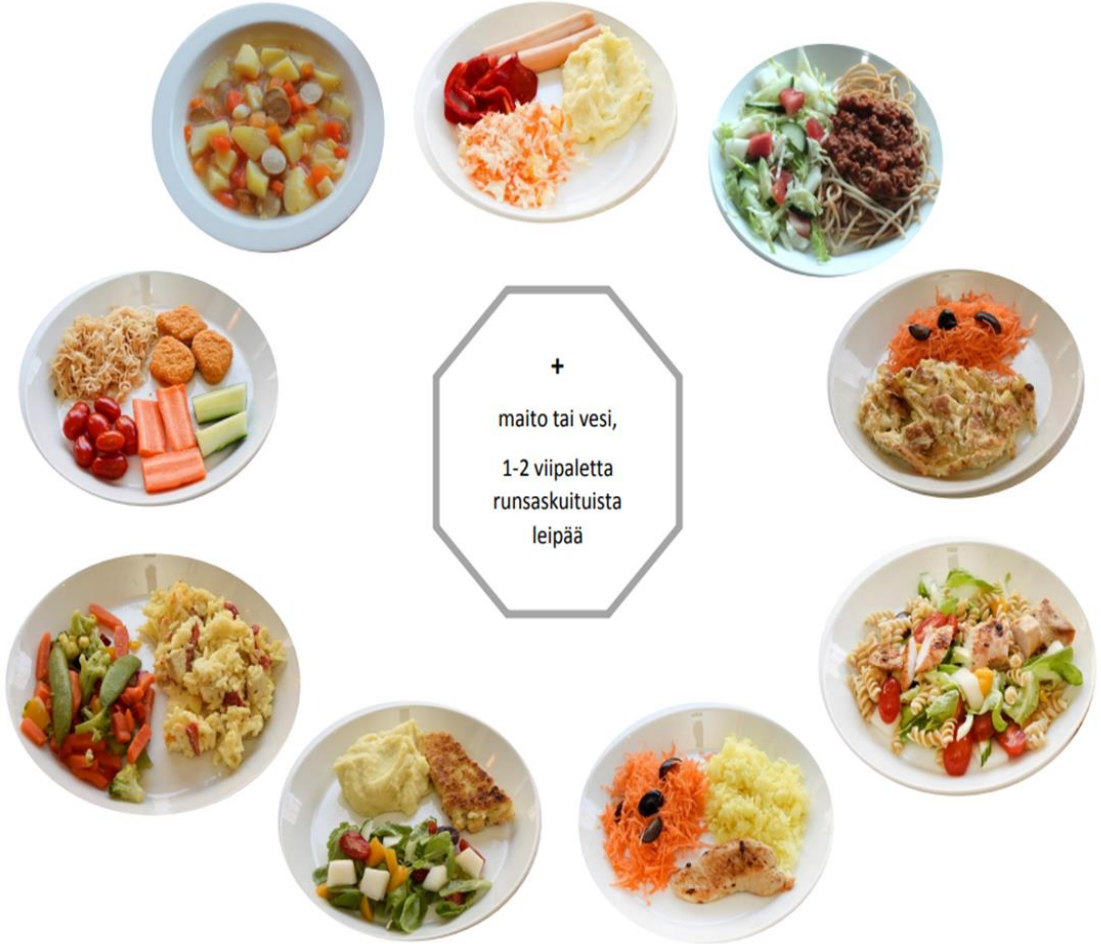 +
maito tai vesi,
1-2 viipaletta
runsaskuituista
leipää